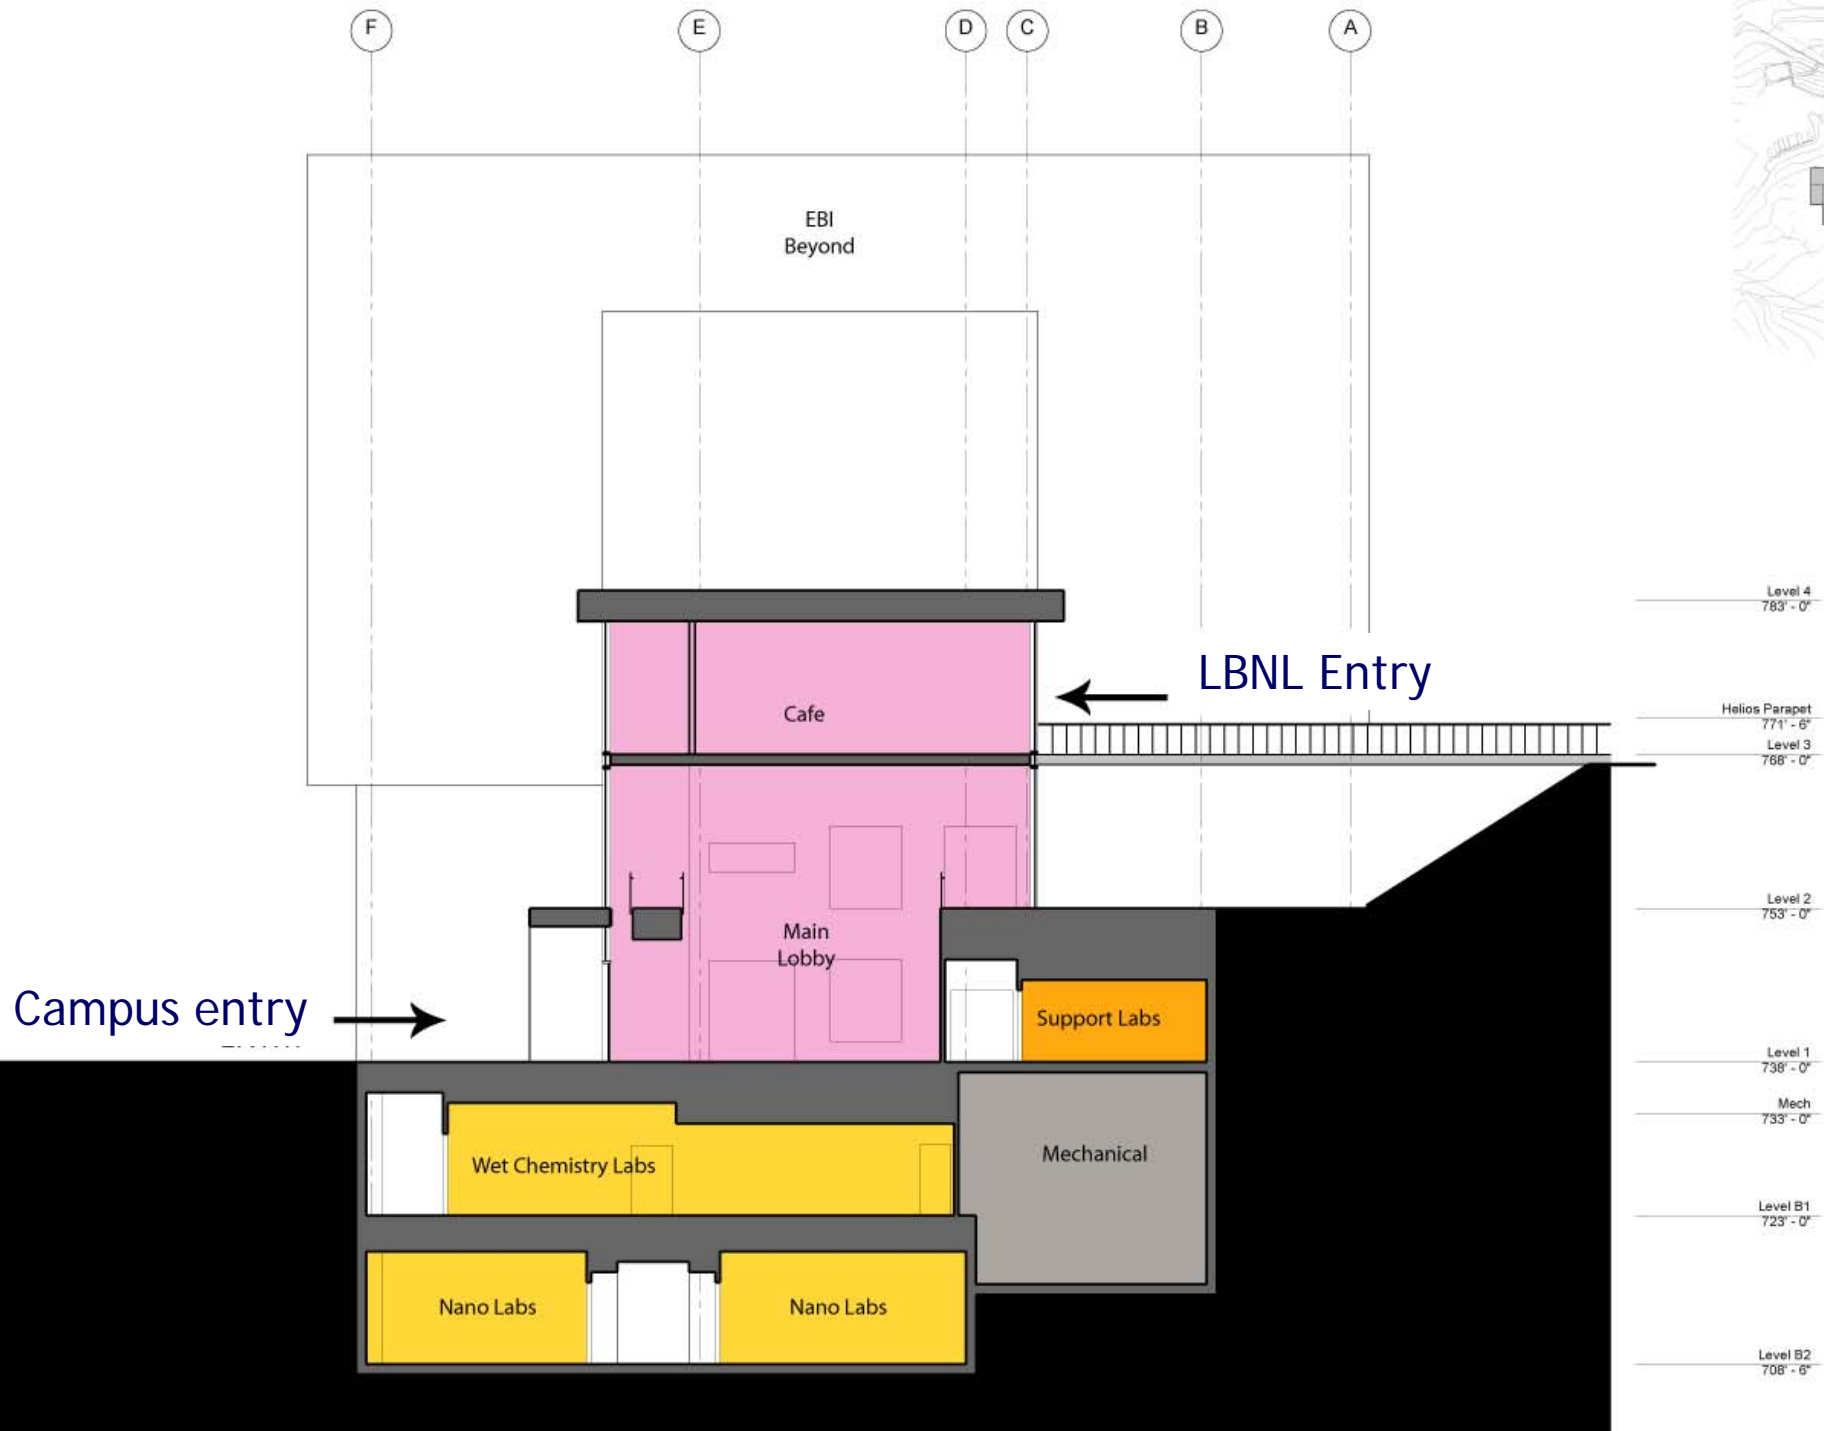 F E D C B A
EBI
Beyond
Level 4
783' - 0"
LBNL Entry
Cafe
Helios Parapet
771' - 6"
Level 3
768' - 0"
Level 2
753' - 0"
Main
Lobby
Campus entry
Support Labs
Level 1
738' - 0"
Mech
733' - 0"
Mechanical
Wet Chemistry Labs
Level B1
723' - 0"
Nano Labs
Nano Labs
Level B2
708' - 6"